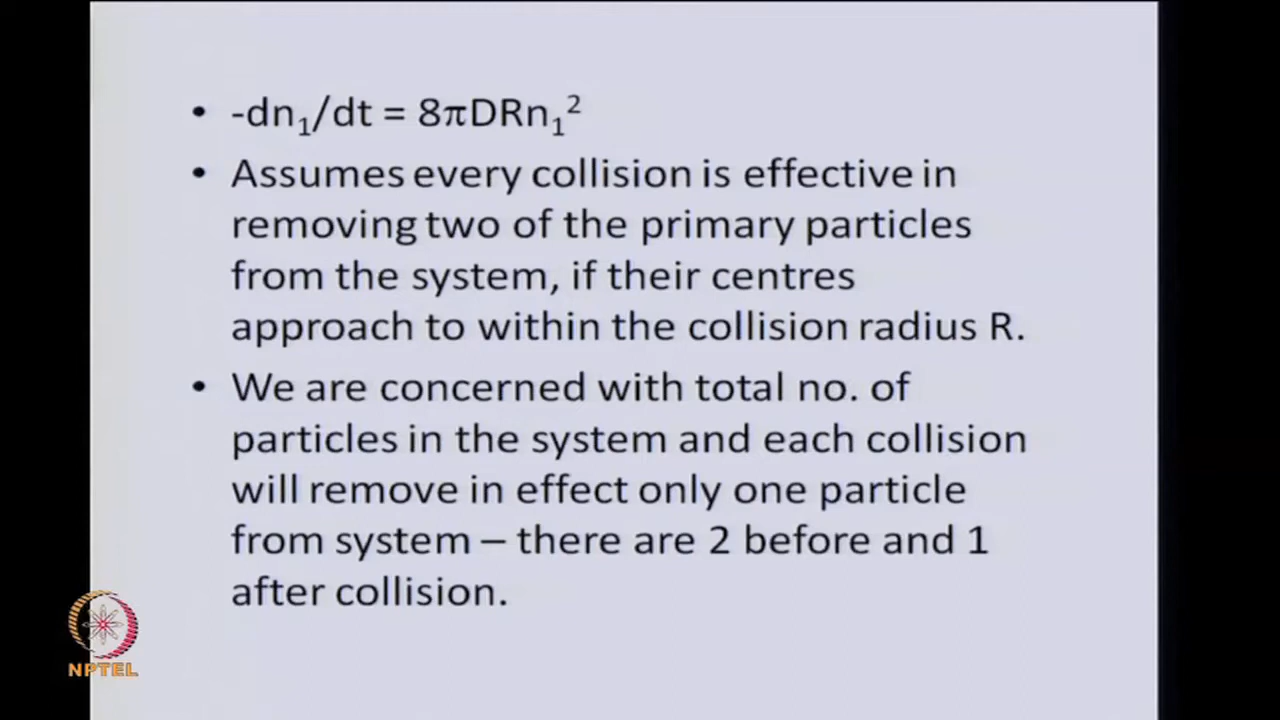 • -dn₁/dt = 8πDRn₁²
• Assumes every collision is effective in
removing two of the primary particles
from the system, if their centres
approach to within the collision radius R.
• We are concerned with total no. of
particles in the system and each collision
will remove in effect only one particle
from system – there are 2 before and 1
after collision.
NPTEL